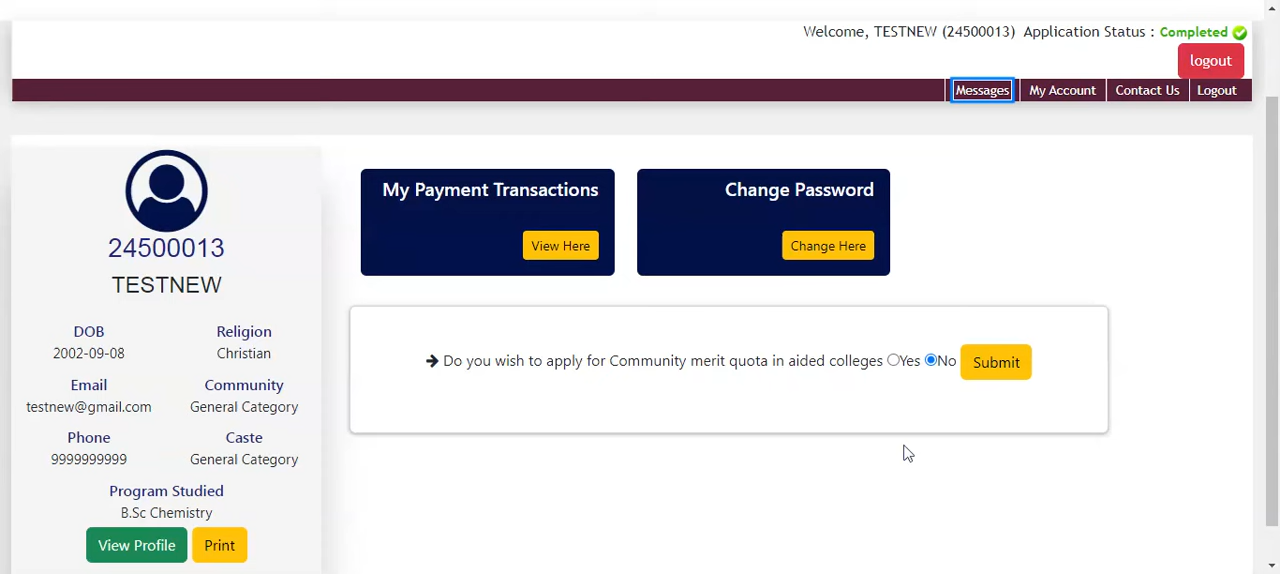 Welcome, TESTNEW (24500013) Application Status : Completed
logout
Messages My Account Contact Us Logout
24500013
TESTNEW
DOB Religion
2002-09-08 Christian
Email Community
testnew@gmail.com General Category
Phone Caste
9999999999 General Category
Program Studied
B.Sc Chemistry
View Profile Print
My Payment Transactions
View Here
Change Password
Change Here
Do you wish to apply for Community merit quota in aided colleges Yes No Submit